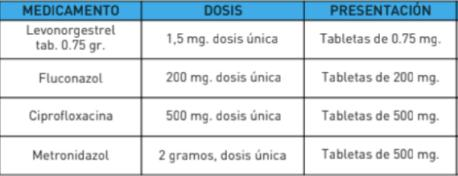 MEDICAMENTO DOSIS PRESENTACIÓN
Levonorgestrel
tab. 0.75 gr. 1,5 mg. dosis única Tabletas de 0.75 mg.
Fluconazol 200 mg. dosis única Tabletas de 200 mg.
Ciprofloxacina 500 mg. dosis única Tabletas de 500 mg.
Metronidazol 2 gramos, dosis única Tabletas de 500 mg.